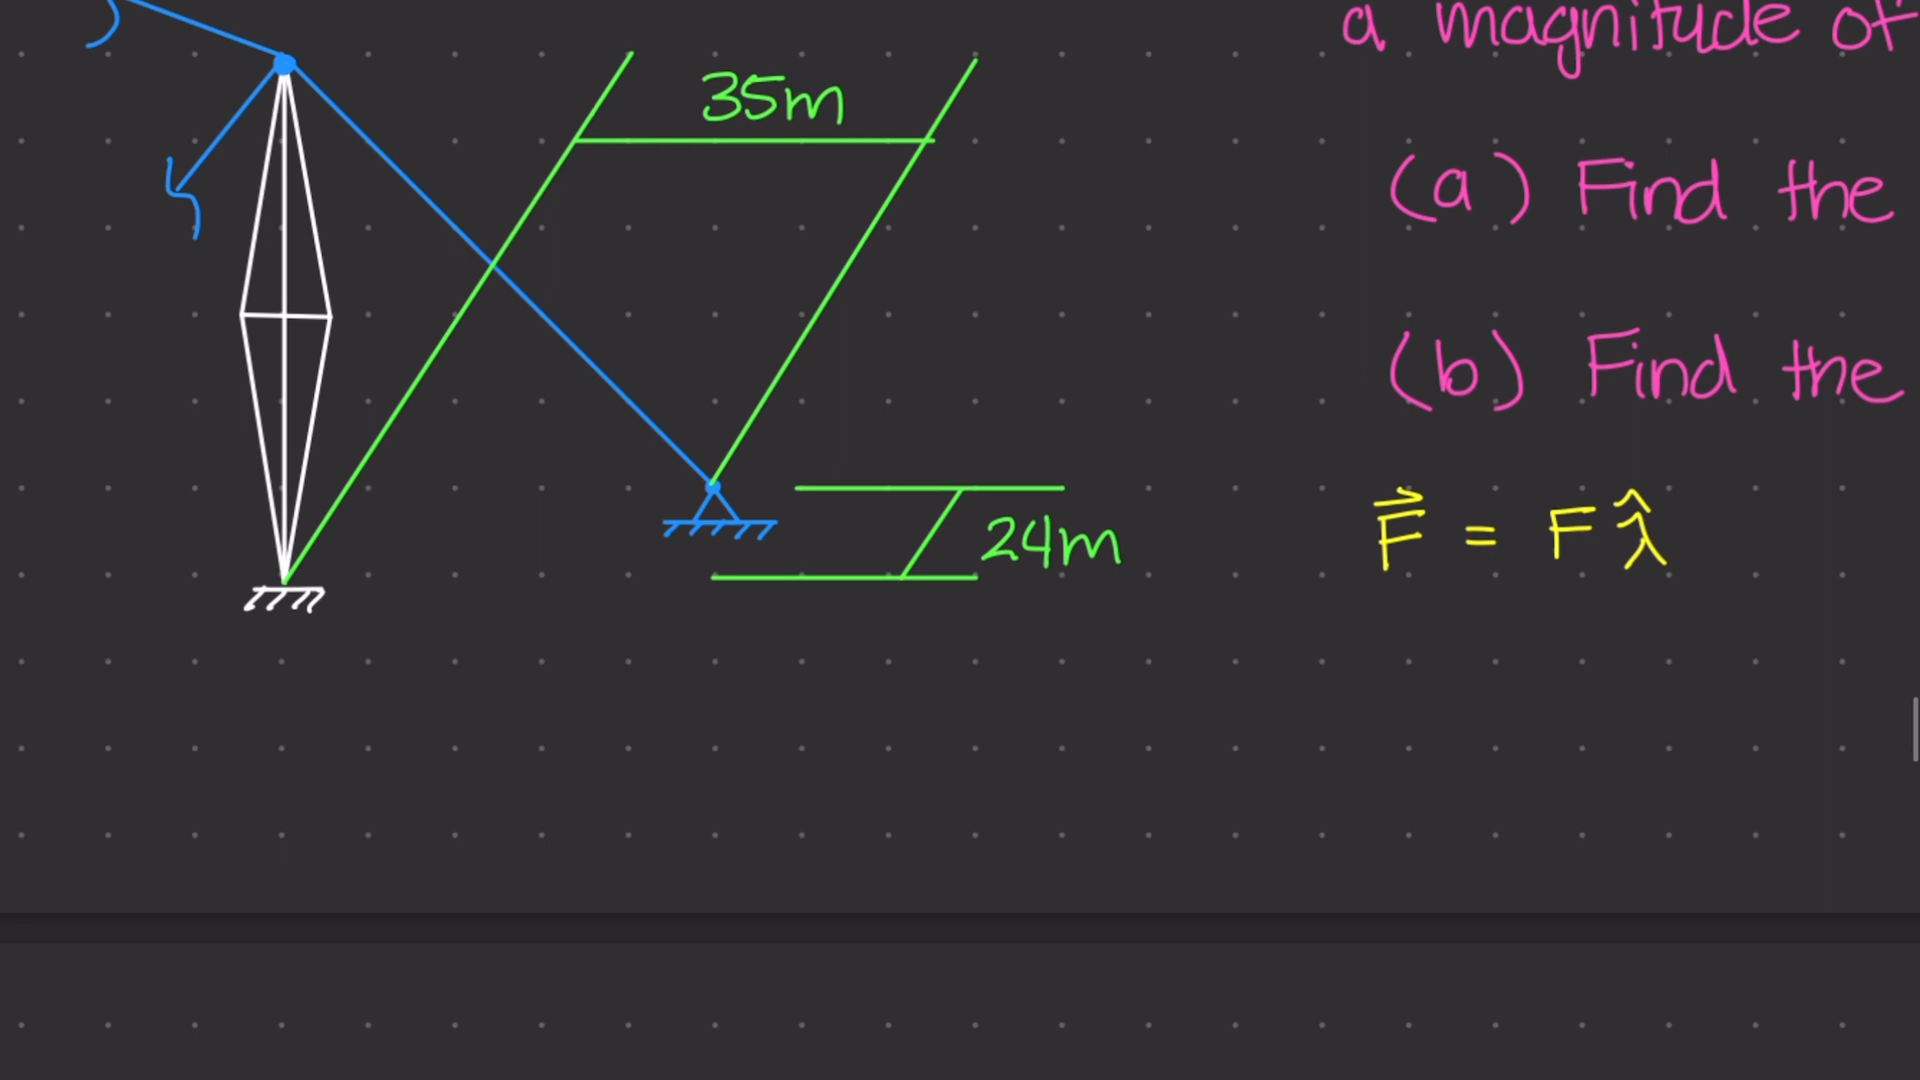 a magnitude of
35m
(a) Find the
(b) Find the
24m
F⃗ = F λ̂